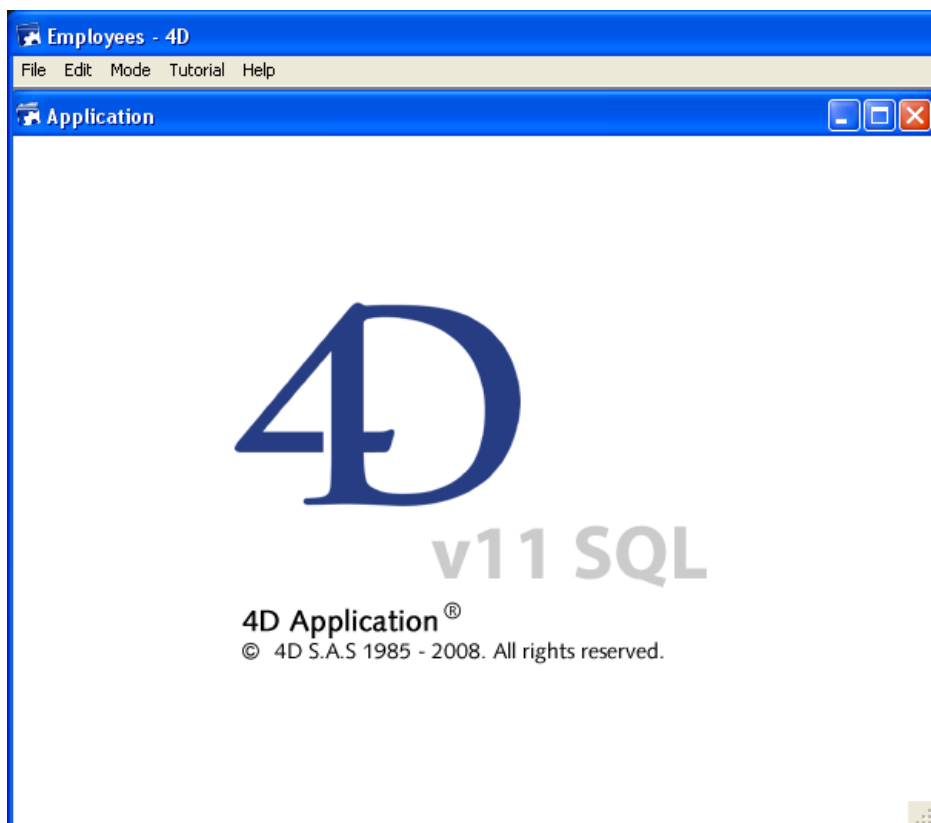 Employees - 4D
File Edit Mode Tutorial Help
Application
4D
v11 SQL
4D Application®
© 4D S.A.S 1985 - 2008. All rights reserved.